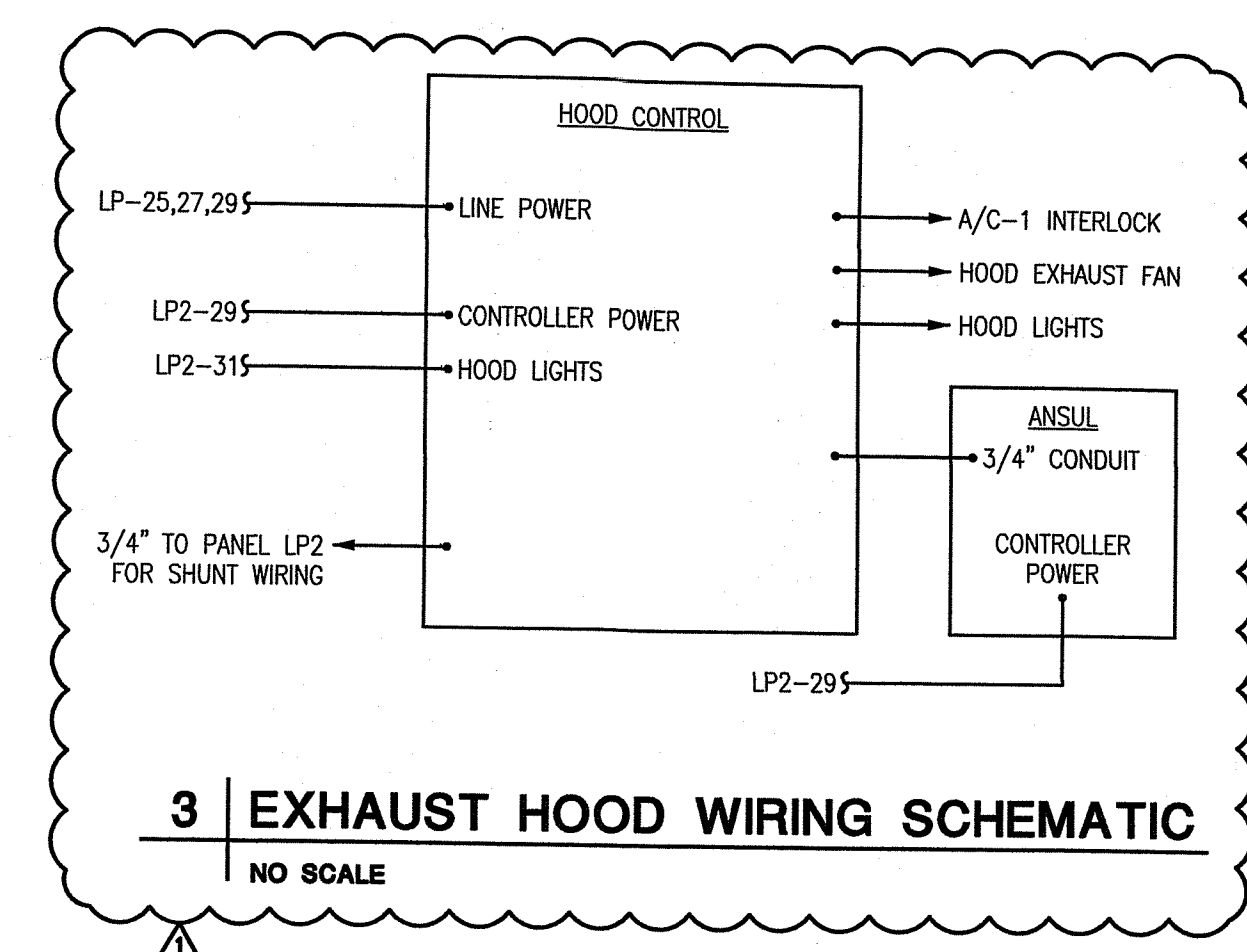 HOOD CONTROL
LP-25,27,29
LINE POWER
A/C-1 INTERLOCK
HOOD EXHAUST FAN
LP2-29
CONTROLLER POWER
HOOD LIGHTS
LP2-31
HOOD LIGHTS
ANSUL
3/4" CONDUIT
3/4" TO PANEL LP2
FOR SHUNT WIRING
CONTROLLER
POWER
LP2-29
3
EXHAUST HOOD WIRING SCHEMATIC
NO SCALE
1